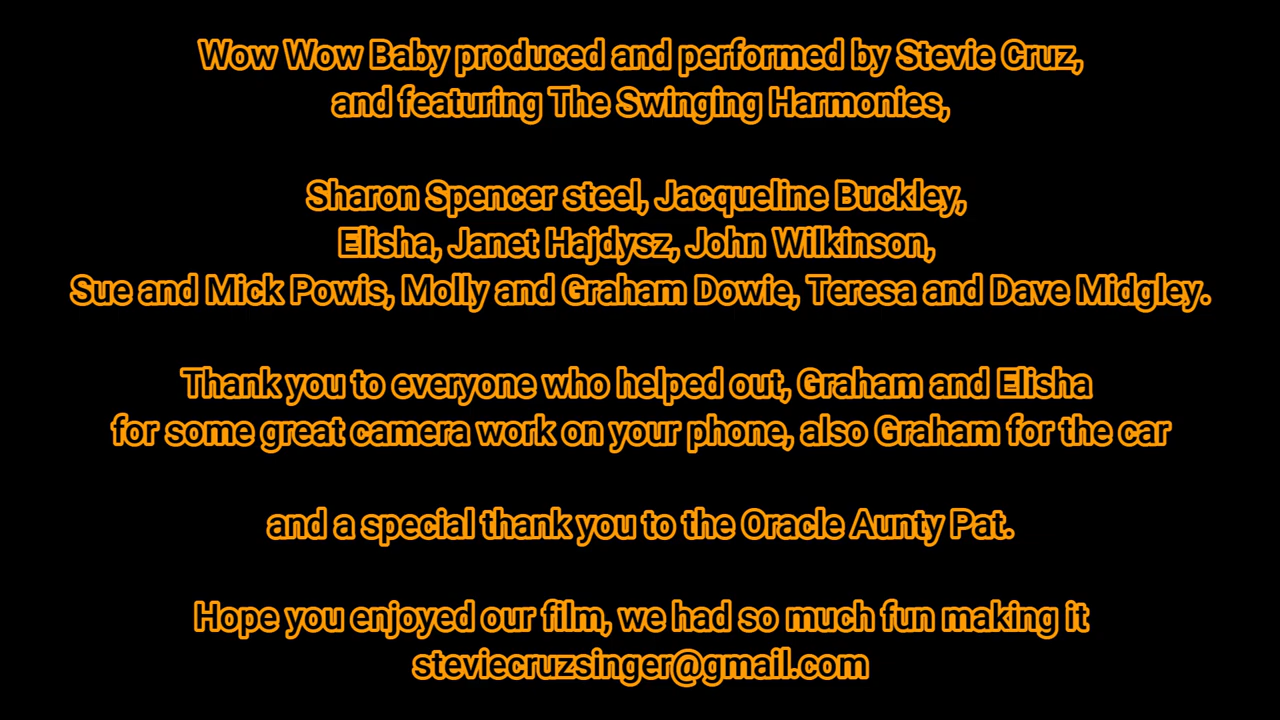 Wow Wow Baby produced and performed by Stevie Cruz,
and featuring The Swinging Harmonies,
Sharon Spencer steel, Jacqueline Buckley,
Elisha, Janet Hajdysz, John Wilkinson,
Sue and Mick Powis, Molly and Graham Dowie, Teresa and Dave Midgley.
Thank you to everyone who helped out, Graham and Elisha
for some great camera work on your phone, also Graham for the car
and a special thank you to the Oracle Aunty Pat.
Hope you enjoyed our film, we had so much fun making it
steviecruzsinger@gmail.com